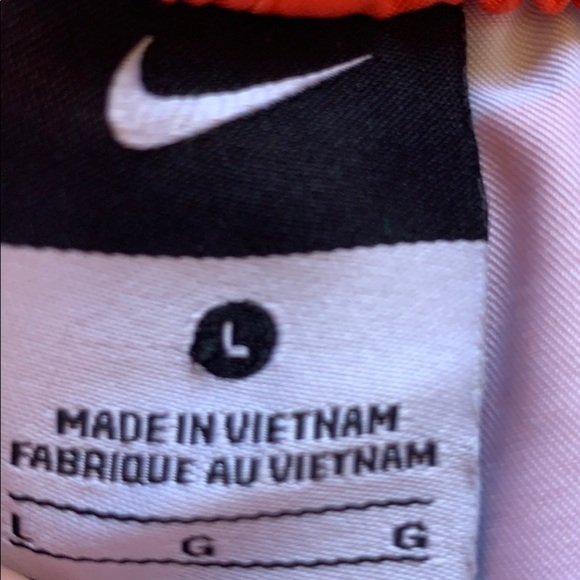 L
MADE IN VIETNAM
FABRIQUE AU VIETNAM
L G G